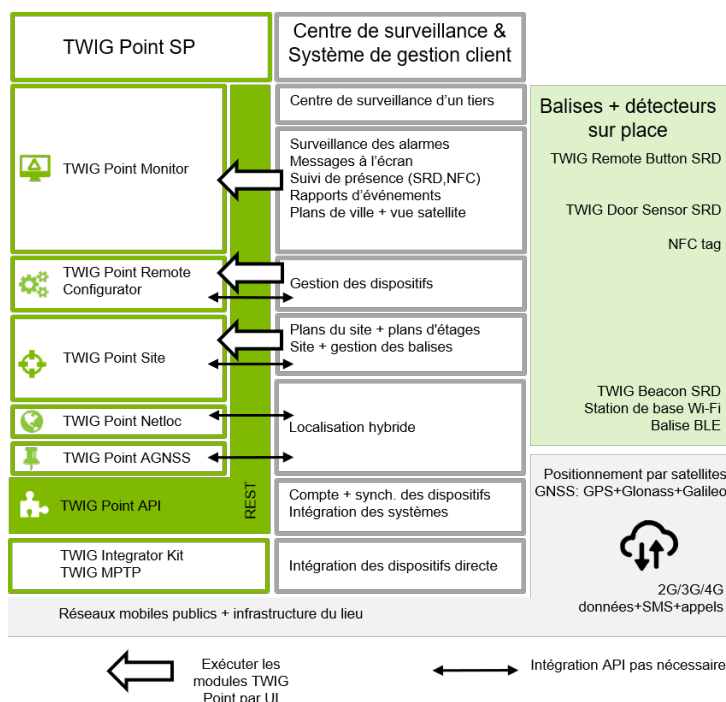 TWIG Point SP
Centre de surveillance &
Système de gestion client
TWIG Point Monitor
Centre de surveillance d'un tiers
Surveillance des alarmes
Messages à l'écran
Suivi de présence (SRD,NFC)
Rapports d'événements
Plans de ville + vue satellite
TWIG Point Remote
Configurator
Gestion des dispositifs
TWIG Point Site
Plans du site + plans d'étages
Site + gestion des balises
TWIG Point Netloc
TWIG Point AGNSS
Localisation hybride
TWIG Point API
REST
Compte + synch. des dispositifs
Intégration des systèmes
TWIG Integrator Kit
TWIG MPTP
Intégration des dispositifs directe
Balises + détecteurs
sur place
TWIG Remote Button SRD
TWIG Door Sensor SRD
NFC tag
TWIG Beacon SRD
Station de base Wi-Fi
Balise BLE
Positionnement par satellites
GNSS: GPS+Glonass+Galileo
2G/3G/4G
données+SMS+appels
Réseaux mobiles publics + infrastructure du lieu
Exécuter les
modules TWIG
Point par UI
Intégration API pas nécessaire